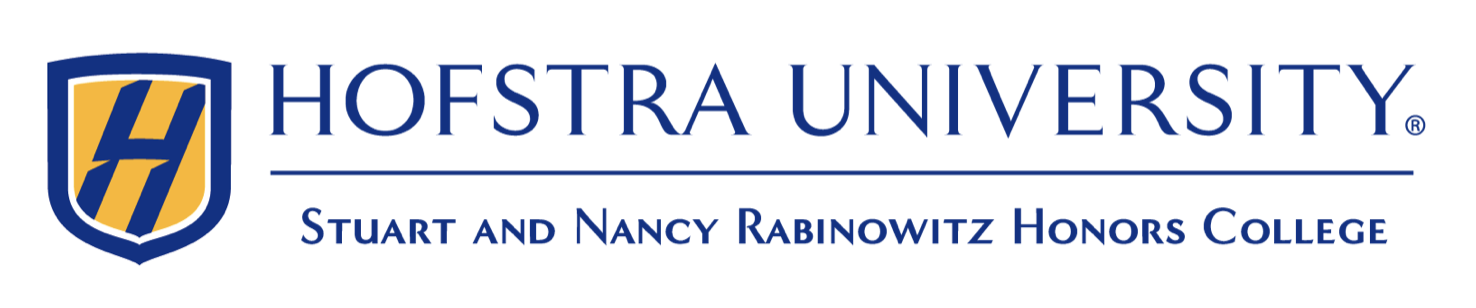 H
HOFSTRA UNIVERSITY®
STUART AND NANCY RABINOWITZ HONORS COLLEGE